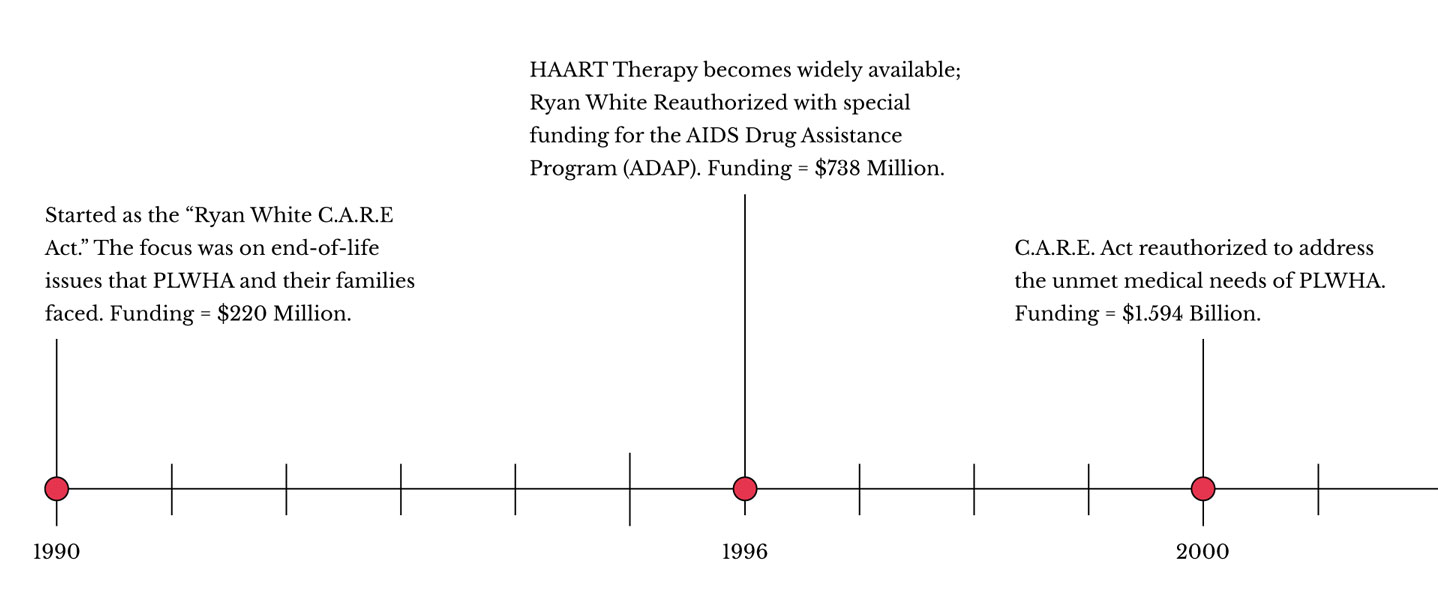 HAART Therapy becomes widely available;
Ryan White Reauthorized with special
funding for the AIDS Drug Assistance
Program (ADAP). Funding = $738 Million.
Started as the “Ryan White C.A.R.E
Act.” The focus was on end-of-life
issues that PLWHA and their families
faced. Funding = $220 Million.
C.A.R.E. Act reauthorized to address
the unmet medical needs of PLWHA.
Funding = $1.594 Billion.
1990
1996
2000